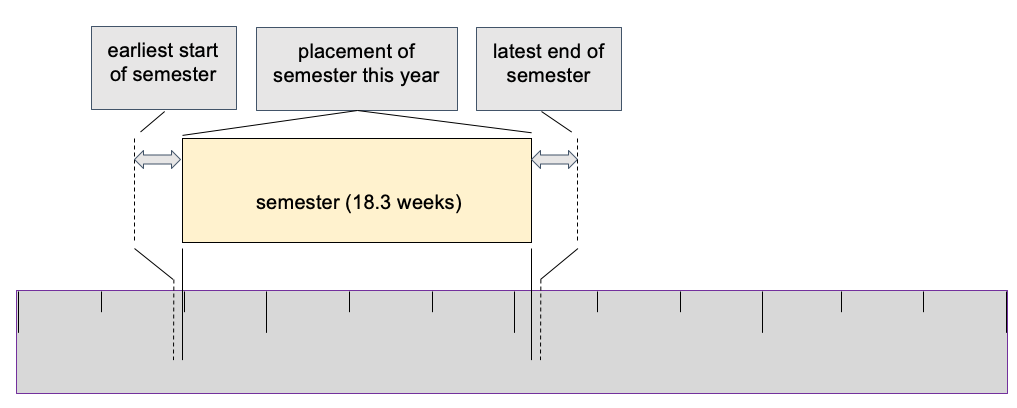 earliest start
of semester
placement of
semester this year
latest end of
semester
semester (18.3 weeks)